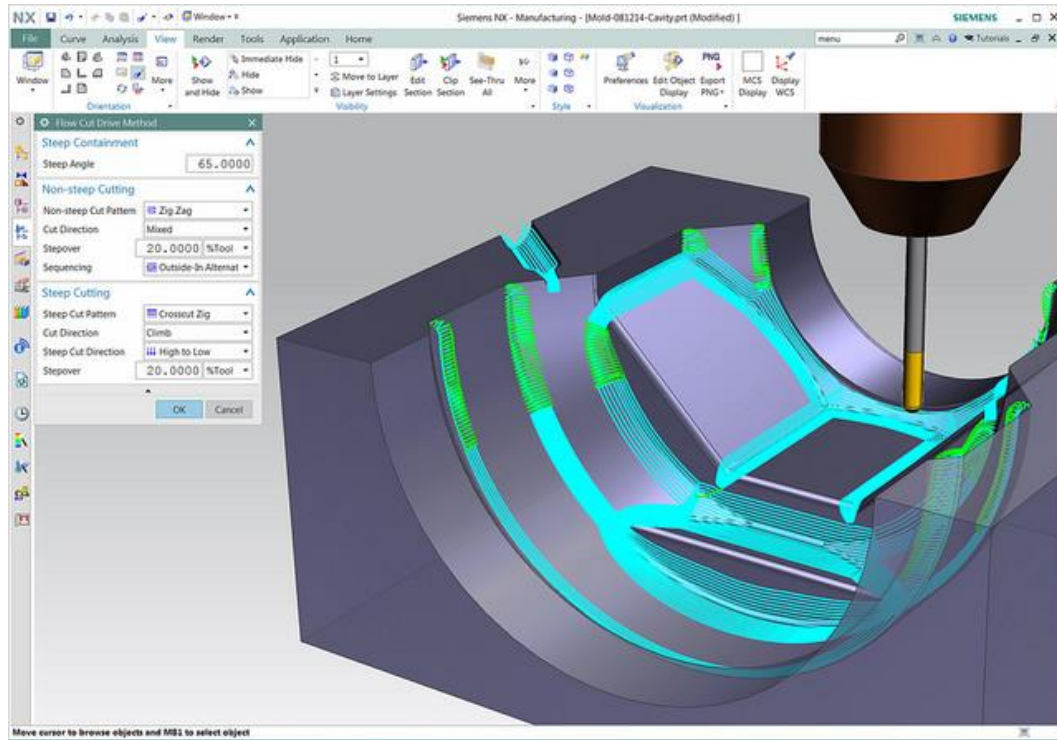 NX Window Siemens NX - Manufacturing - [Mold-081214-Cavity.prt (Modified) ] SIEMENS
File Curve Analysis View Render Tools Application Home menu Tutorials
Window More Show and Hide Immediate Hide 1 Edit Section Clip Section See-Thru All More Preferences Edit Object Display Export PNG MCS Display Display WCS
Hide Move to Layer
Show Layer Settings
Orientation Visibility Style Visualization
Flow Cut Drive Method
Steep Containment
Steep Angle 65.0000
Non-steep Cutting
Non-steep Cut Pattern Zig Zag
Cut Direction Mixed
Stepover 20.0000 %Tool
Sequencing Outside-In Alternat
Steep Cutting
Steep Cut Pattern Crosscut Zig
Cut Direction Climb
Steep Cut Direction High to Low
Stepover 20.0000 %Tool
OK Cancel
Move cursor to browse objects and MB1 to select object